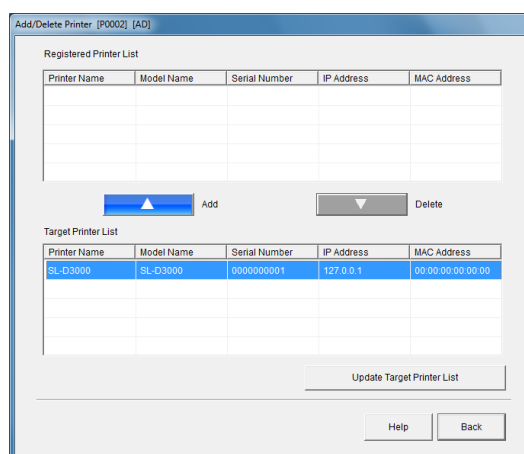 Add/Delete Printer [P0002] [AD]
Registered Printer List
Printer Name Model Name Serial Number IP Address MAC Address
Add Delete
Target Printer List
Printer Name Model Name Serial Number IP Address MAC Address
SL-D3000 SL-D3000 0000000001 127.0.0.1 00:00:00:00:00:00
Update Target Printer List
Help Back